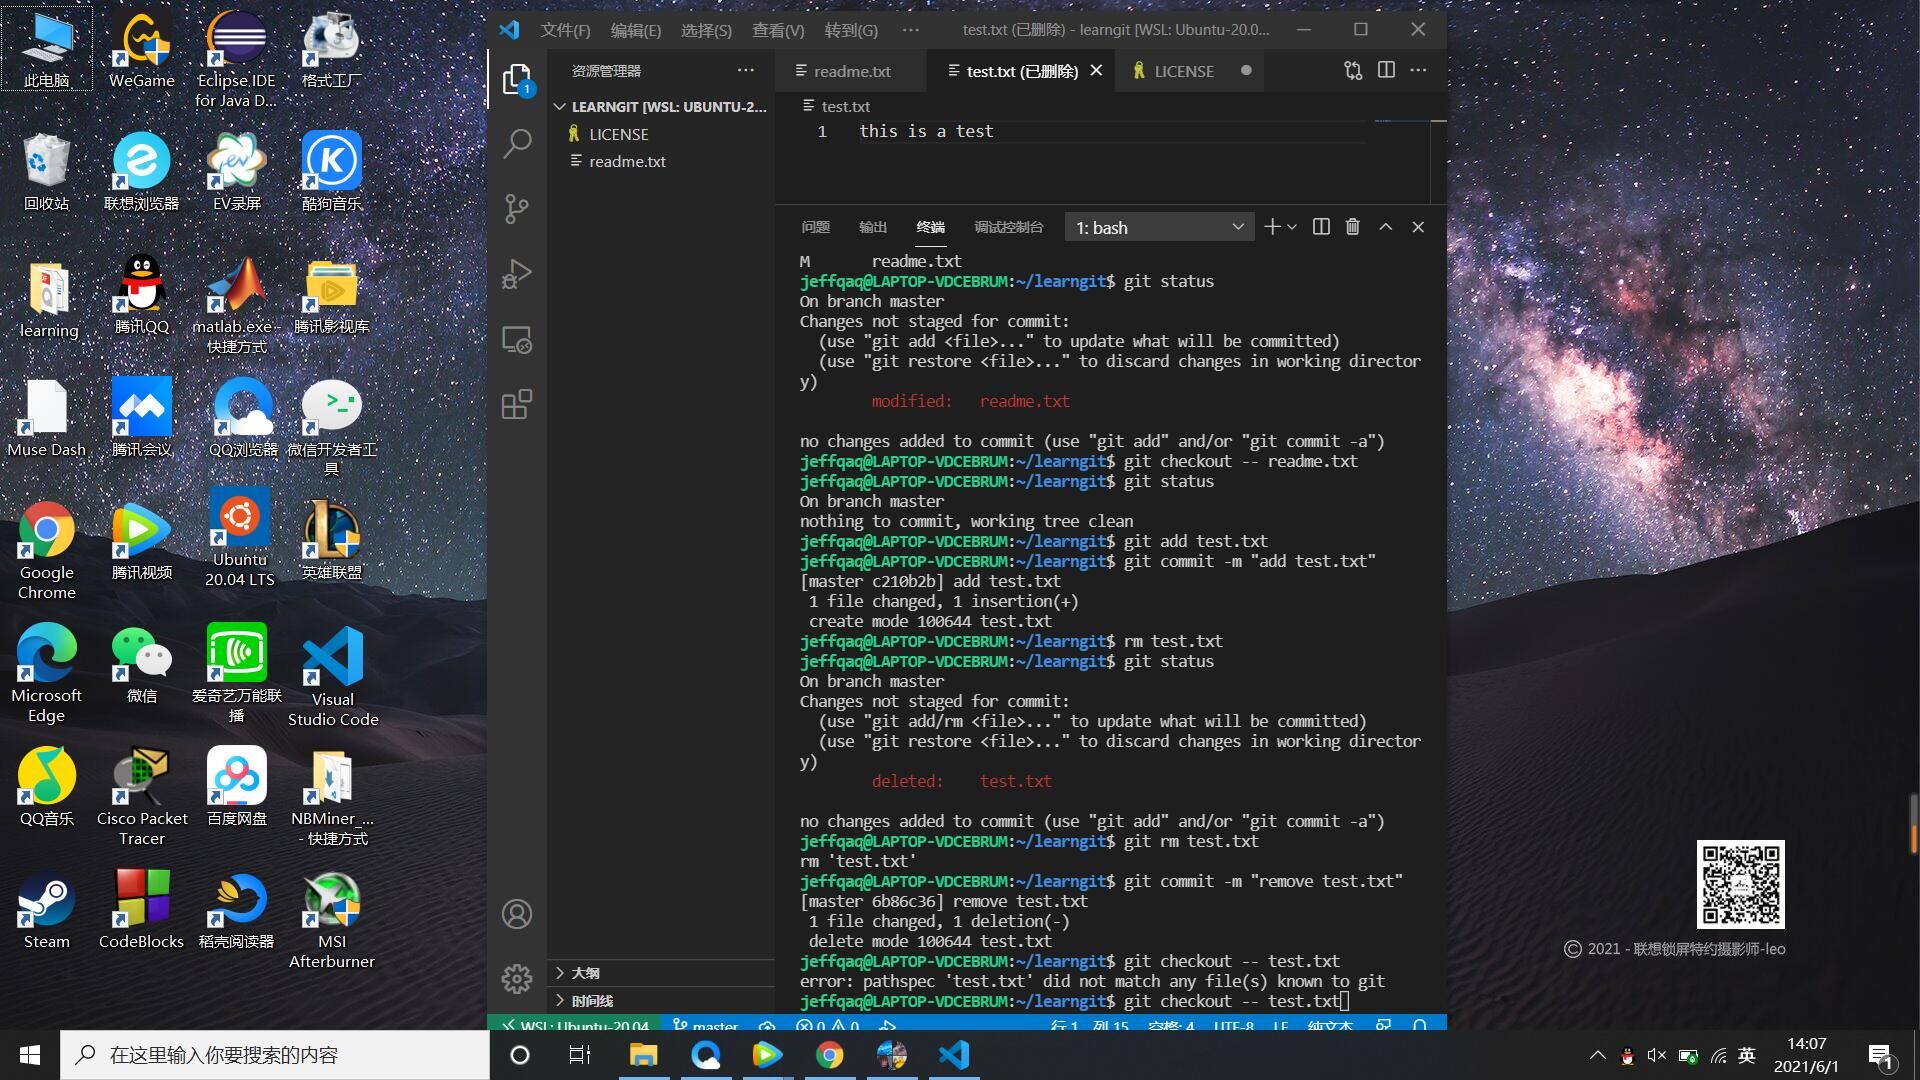 此电脑
WeGame
Eclipse IDE
for Java D...
格式工厂
回收站
联想浏览器
EV录屏
酷狗音乐
learning
腾讯QQ
matlab.exe -
快捷方式
腾讯影视库
Muse Dash
腾讯会议
QQ浏览器
微信开发者工
具
Google
Chrome
腾讯视频
Ubuntu
20.04 LTS
英雄联盟
Microsoft
Edge
微信
爱奇艺万能联
播
Visual
Studio Code
QQ音乐
Cisco Packet
Tracer
百度网盘
NBMiner_...
- 快捷方式
Steam
CodeBlocks
稻壳阅读器
MSI
Afterburner
文件(F) 编辑(E) 选择(S) 查看(V) 转到(G) ··· test.txt (已删除) - learngit [WSL: Ubuntu-20.0...
资源管理器 ···
1
LEARNGIT [WSL: UBUNTU-2...
LICENSE
readme.txt
大纲
时间线
readme.txt test.txt (已删除) LICENSE
test.txt
1 this is a test
问题 输出 终端 调试控制台 1: bash
M       readme.txt
jeffqaq@LAPTOP-VDCEBRUM:~/learngit$ git status
On branch master
Changes not staged for commit:
  (use "git add <file>..." to update what will be committed)
  (use "git restore <file>..." to discard changes in working director
y)
        modified:   readme.txt
no changes added to commit (use "git add" and/or "git commit -a")
jeffqaq@LAPTOP-VDCEBRUM:~/learngit$ git checkout -- readme.txt
jeffqaq@LAPTOP-VDCEBRUM:~/learngit$ git status
On branch master
nothing to commit, working tree clean
jeffqaq@LAPTOP-VDCEBRUM:~/learngit$ git add test.txt
jeffqaq@LAPTOP-VDCEBRUM:~/learngit$ git commit -m "add test.txt"
[master c210b2b] add test.txt
 1 file changed, 1 insertion(+)
 create mode 100644 test.txt
jeffqaq@LAPTOP-VDCEBRUM:~/learngit$ rm test.txt
jeffqaq@LAPTOP-VDCEBRUM:~/learngit$ git status
On branch master
Changes not staged for commit:
  (use "git add/rm <file>..." to update what will be committed)
  (use "git restore <file>..." to discard changes in working director
y)
        deleted:    test.txt
no changes added to commit (use "git add" and/or "git commit -a")
jeffqaq@LAPTOP-VDCEBRUM:~/learngit$ git rm test.txt
rm 'test.txt'
jeffqaq@LAPTOP-VDCEBRUM:~/learngit$ git commit -m "remove test.txt"
[master 6b86c36] remove test.txt
 1 file changed, 1 deletion(-)
 delete mode 100644 test.txt
jeffqaq@LAPTOP-VDCEBRUM:~/learngit$ git checkout -- test.txt
error: pathspec 'test.txt' did not match any file(s) known to git
jeffqaq@LAPTOP-VDCEBRUM:~/learngit$ git checkout -- test.txt
WSL: Ubuntu-20.04 master 0 0 行 1, 列 15 空格: 4 UTF-8 LF 纯文本
© 2021 - 联想锁屏特约摄影师-leo
在这里输入你要搜索的内容
英
14:07
2021/6/1
1